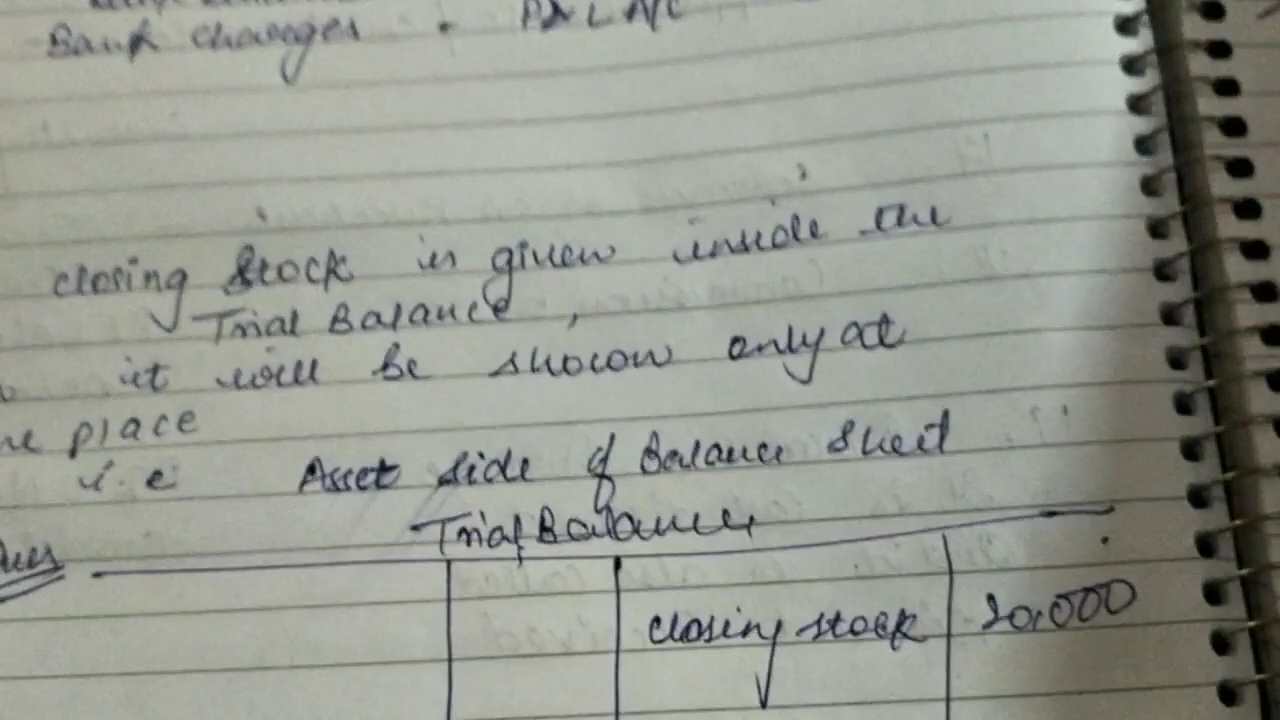 Bank charges - P&L A/C
closing stock is given inside the
Trial Balance,
it will be shown only at
place
i.e Asset side of Balance Sheet
Trial Balance
Ques
closing stock 20,000